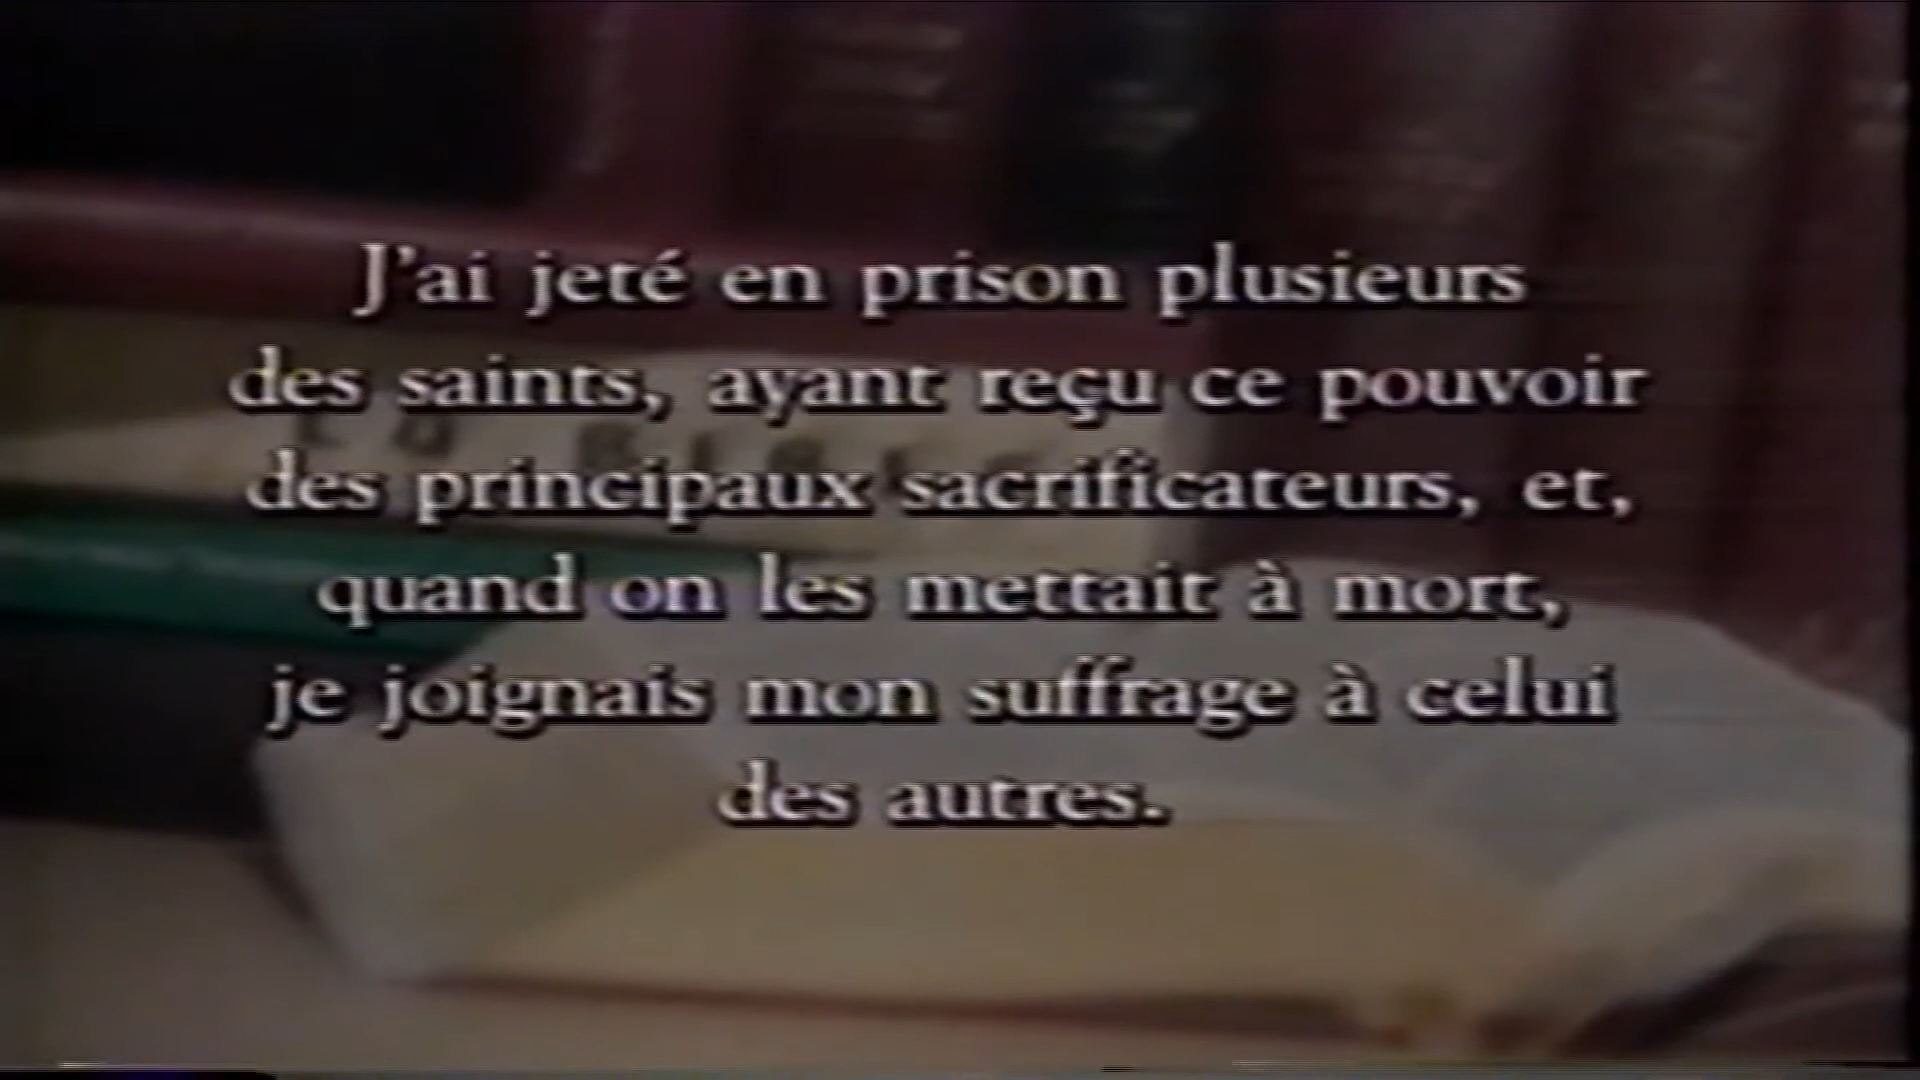 J'ai jeté en prison plusieurs
des saints, ayant reçu ce pouvoir
des principaux sacrificateurs, et,
quand on les mettait à mort,
je joignais mon suffrage à celui
des autres.